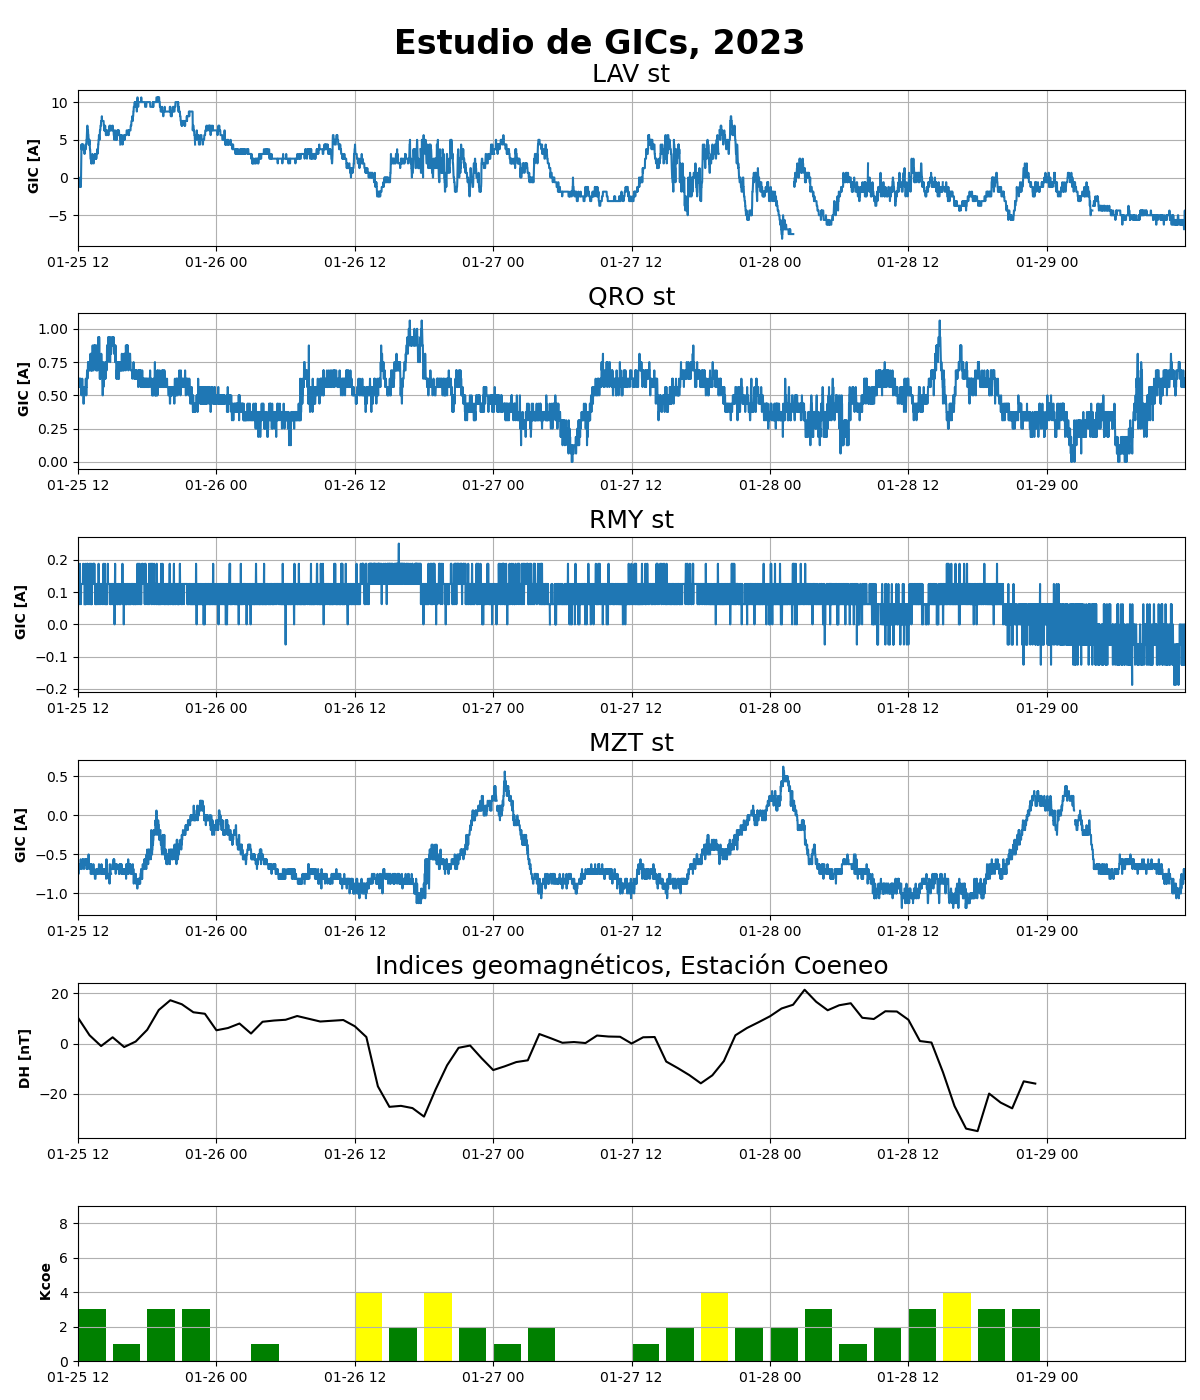 Estudio de GICs, 2023
LAV st
GIC [A]
10
5
0
−5
01-25 12 01-26 00 01-26 12 01-27 00 01-27 12 01-28 00 01-28 12 01-29 00
QRO st
GIC [A]
1.00
0.75
0.50
0.25
0.00
01-25 12 01-26 00 01-26 12 01-27 00 01-27 12 01-28 00 01-28 12 01-29 00
RMY st
GIC [A]
0.2
0.1
0.0
−0.1
−0.2
01-25 12 01-26 00 01-26 12 01-27 00 01-27 12 01-28 00 01-28 12 01-29 00
MZT st
GIC [A]
0.5
0.0
−0.5
−1.0
01-25 12 01-26 00 01-26 12 01-27 00 01-27 12 01-28 00 01-28 12 01-29 00
Indices geomagnéticos, Estación Coeneo
DH [nT]
20
0
−20
01-25 12 01-26 00 01-26 12 01-27 00 01-27 12 01-28 00 01-28 12 01-29 00
Kcoe
8
6
4
2
0
01-25 12 01-26 00 01-26 12 01-27 00 01-27 12 01-28 00 01-28 12 01-29 00